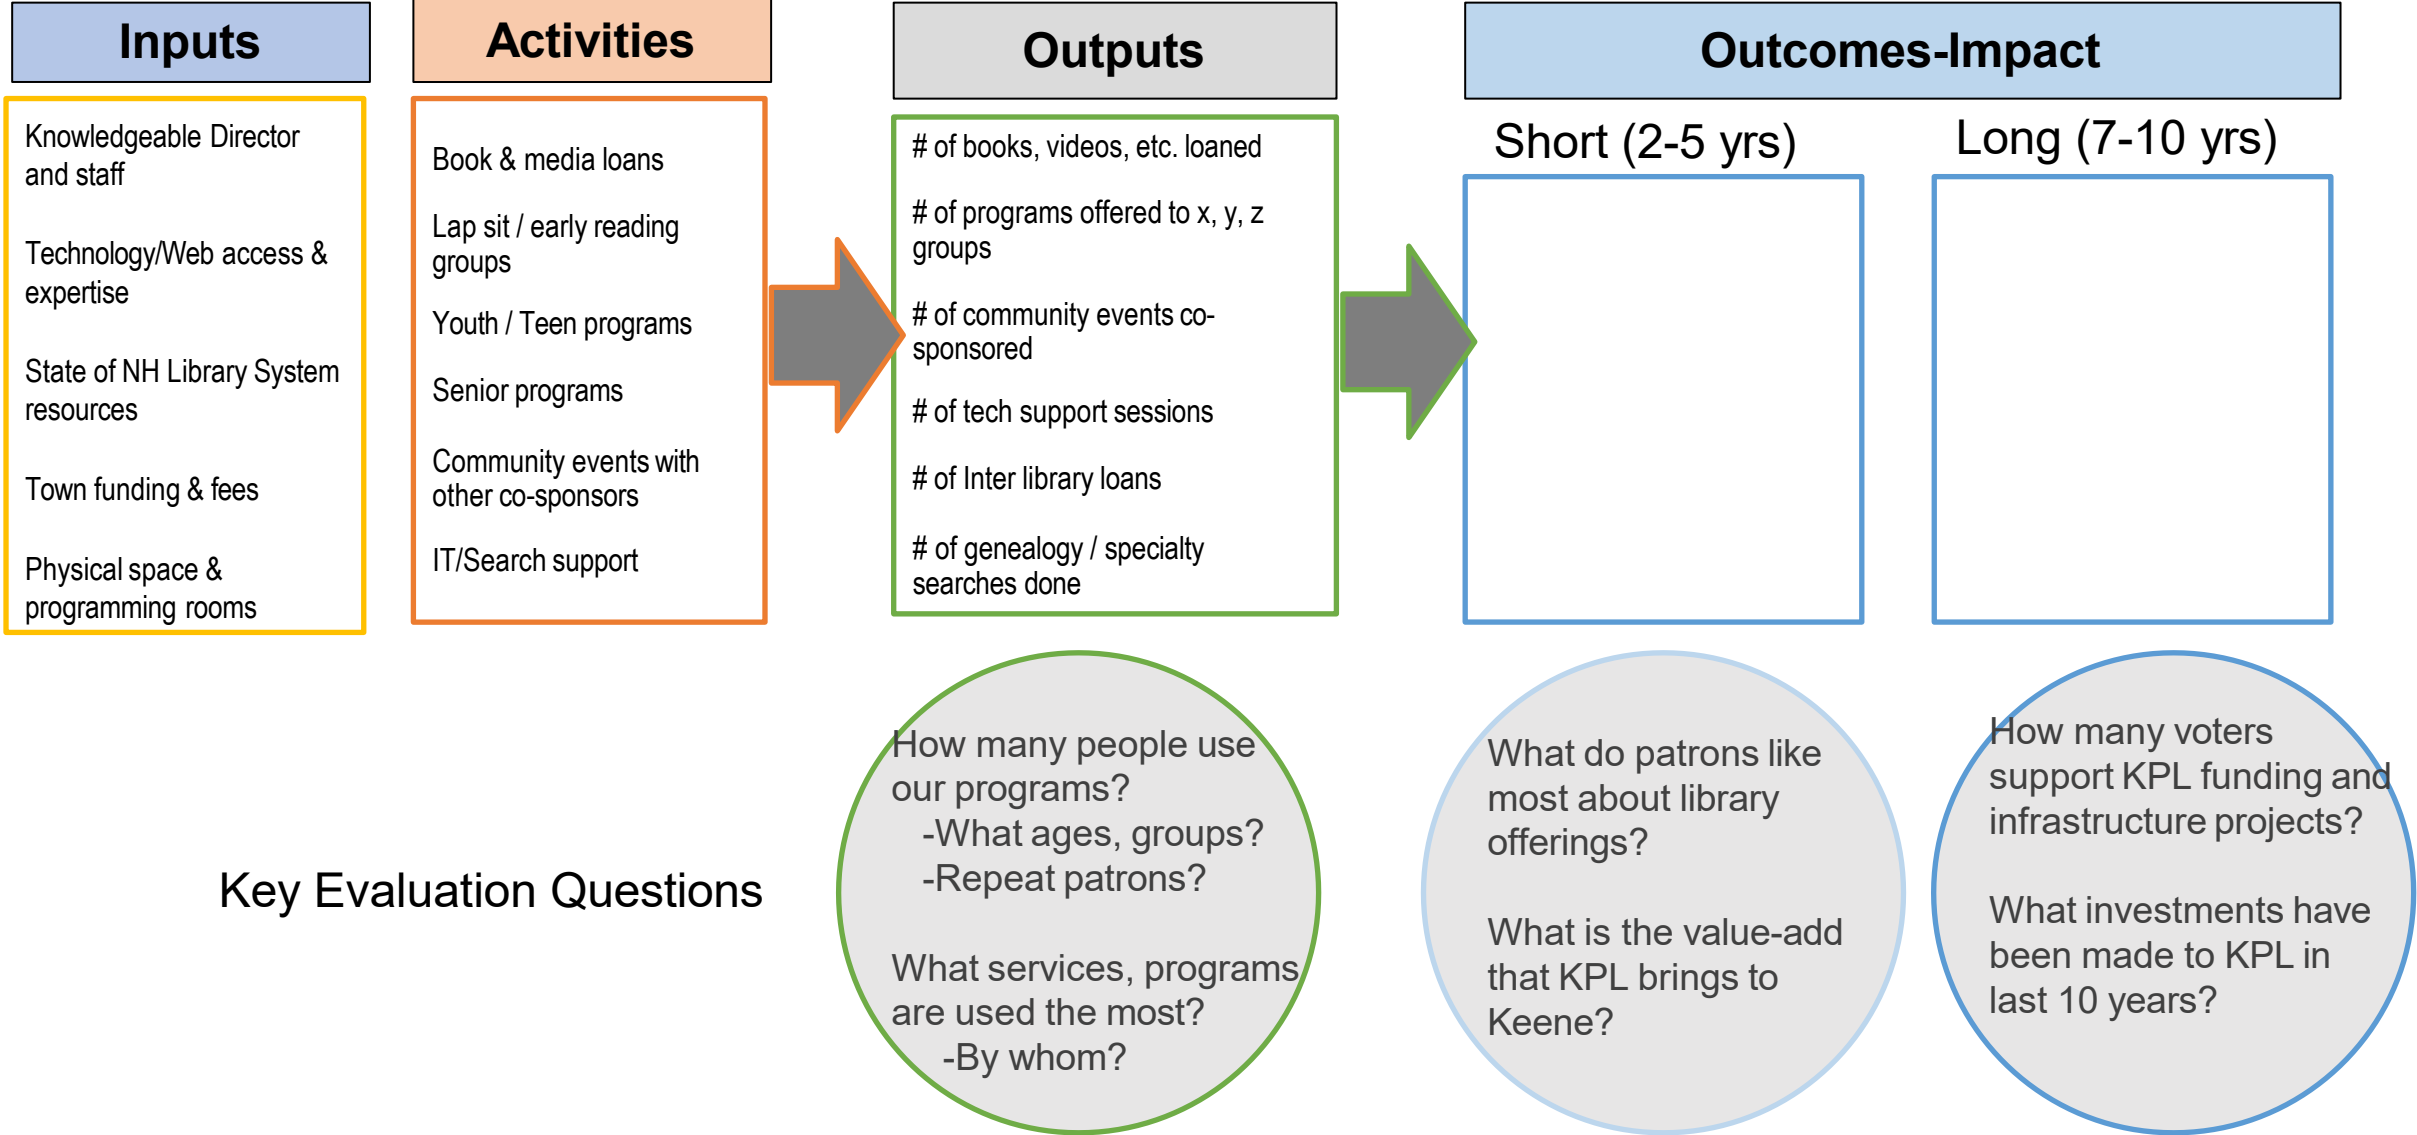 Inputs
Knowledgeable Director
and staff
Technology/Web access &
expertise
State of NH Library System
resources
Town funding & fees
Physical space &
programming rooms
Activities
Book & media loans
Lap sit / early reading
groups
Youth / Teen programs
Senior programs
Community events with
other co-sponsors
IT/Search support
Outputs
# of books, videos, etc. loaned
# of programs offered to x, y, z
groups
# of community events co-
sponsored
# of tech support sessions
# of Inter library loans
# of genealogy / specialty
searches done
Outcomes-Impact
Short (2-5 yrs)
Long (7-10 yrs)
Key Evaluation Questions
How many people use
our programs?
-What ages, groups?
-Repeat patrons?
What services, programs
are used the most?
-By whom?
What do patrons like
most about library
offerings?
What is the value-add
that KPL brings to
Keene?
How many voters
support KPL funding and
infrastructure projects?
What investments have
been made to KPL in
last 10 years?